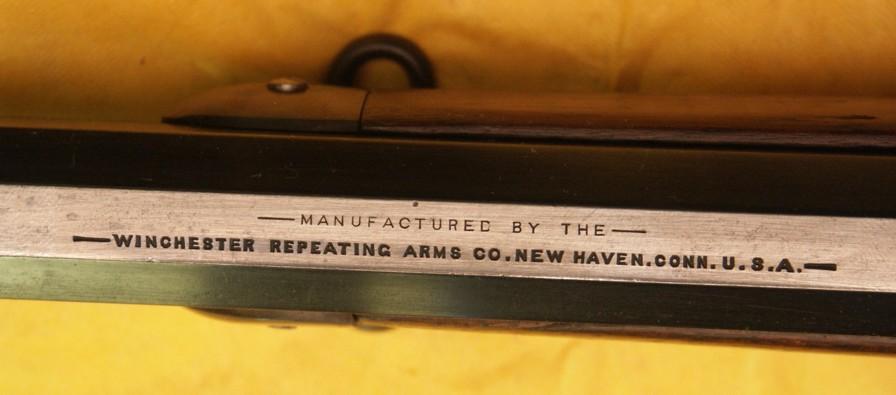 —MANUFACTURED BY THE—
—WINCHESTER REPEATING ARMS CO.NEW HAVEN.CONN.U.S.A.—